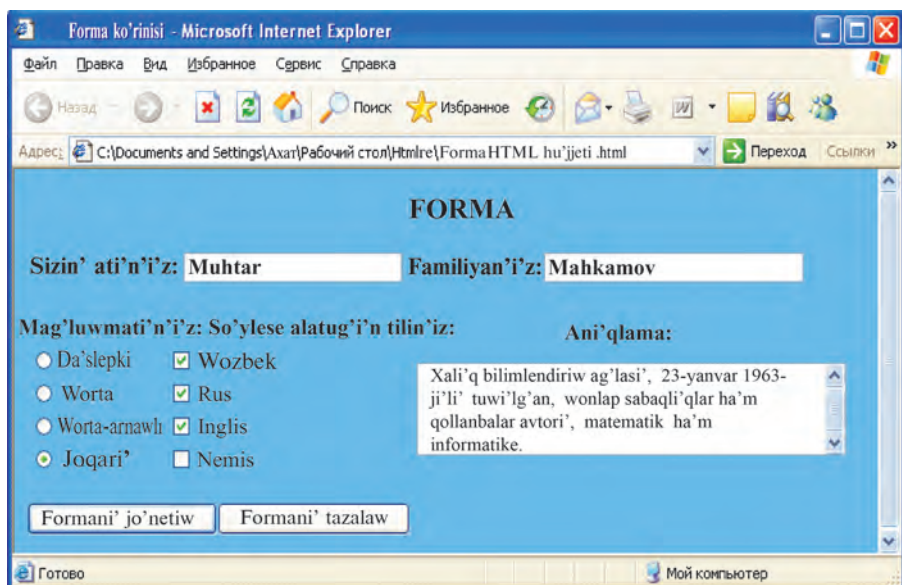 Forma ko’rinisi - Microsoft Internet Explorer
Файл Правка Вид Избранное Сервис Справка
Назад Поиск Избранное
Адрес: C:\Documents and Settings\Ахат\Рабочий стол\Htmlre\FormaHTML hu’jjeti .html Переход Ссылки »
FORMA
Sizin’ ati’n’i’z: Muhtar Familiyan’i’z: Mahkamov
Mag’luwmati’n’i’z: So’ylese alatug’i’n tilin’iz: Ani’qlama:
Da’slepki Wozbek
Worta Rus
Worta-arnawlı Inglis
Joqari’ Nemis
Xali’q bilimlendiriw ag’lasi’, 23-yanvar 1963-
ji’li’ tuwi’lg’an, wonlap sabaqli’qlar ha’m
qollanbalar avtori’, matematik ha’m
informatike.
Formani’ jo’netiw Formani’ tazalaw
Готово Мой компьютер